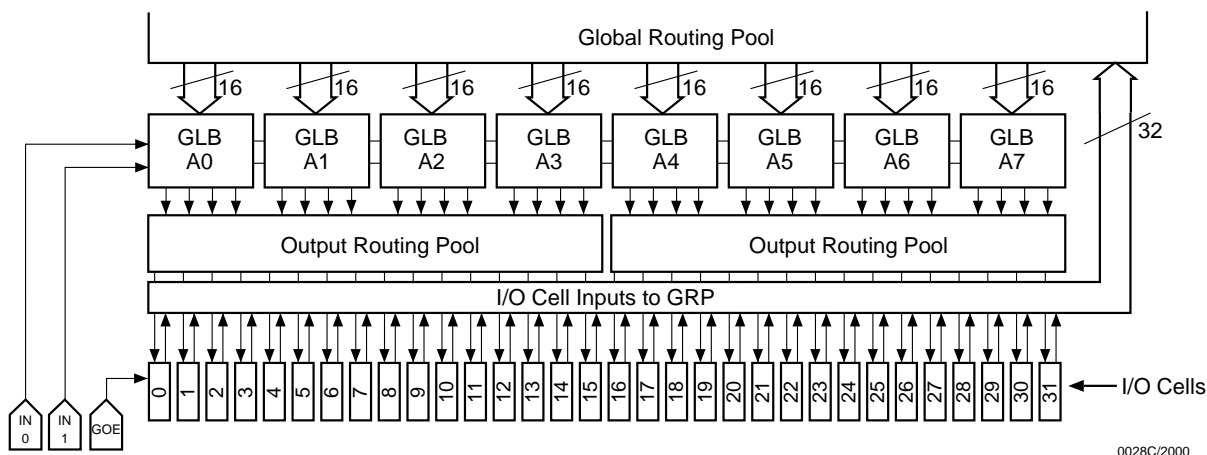 Global Routing Pool
16 16 16 16 16 16 16 16
32
GLB A0
GLB A1
GLB A2
GLB A3
GLB A4
GLB A5
GLB A6
GLB A7
Output Routing Pool
Output Routing Pool
I/O Cell Inputs to GRP
0 1 2 3 4 5 6 7 8 9 10 11 12 13 14 15 16 17 18 19 20 21 22 23 24 25 26 27 28 29 30 31
I/O Cells
IN 0
IN 1
GOE
0028C/2000